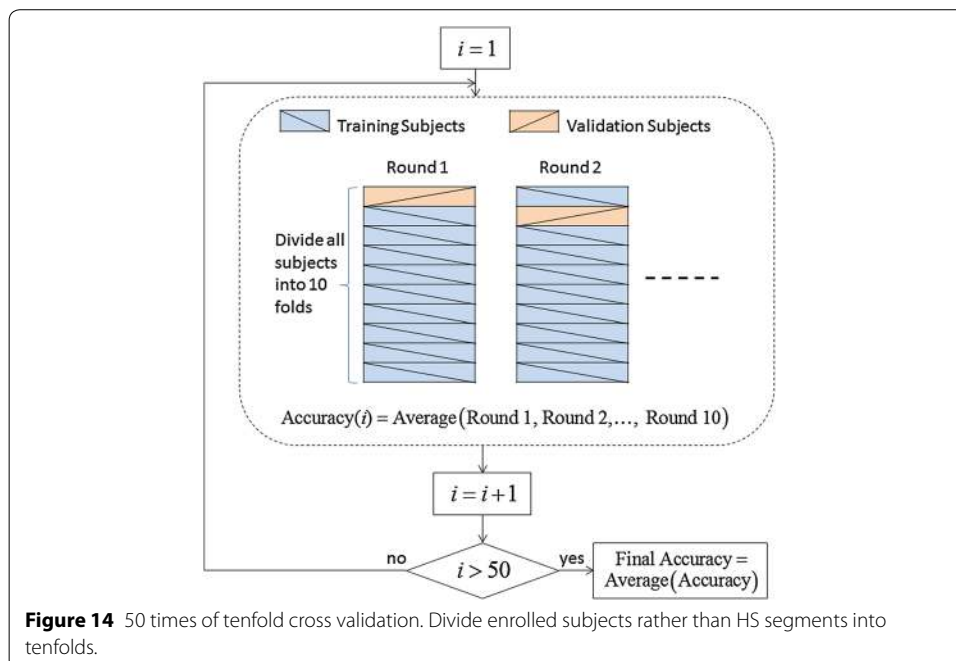 i = 1
Training Subjects
Validation Subjects
Round 1
Round 2
Divide all
subjects
into 10
folds
Accuracy(i) = Average(Round 1, Round 2,..., Round 10)
i = i+1
no
i > 50
yes
Final Accuracy =
Average(Accuracy)
Figure 14 50 times of tenfold cross validation. Divide enrolled subjects rather than HS segments into
tenfolds.